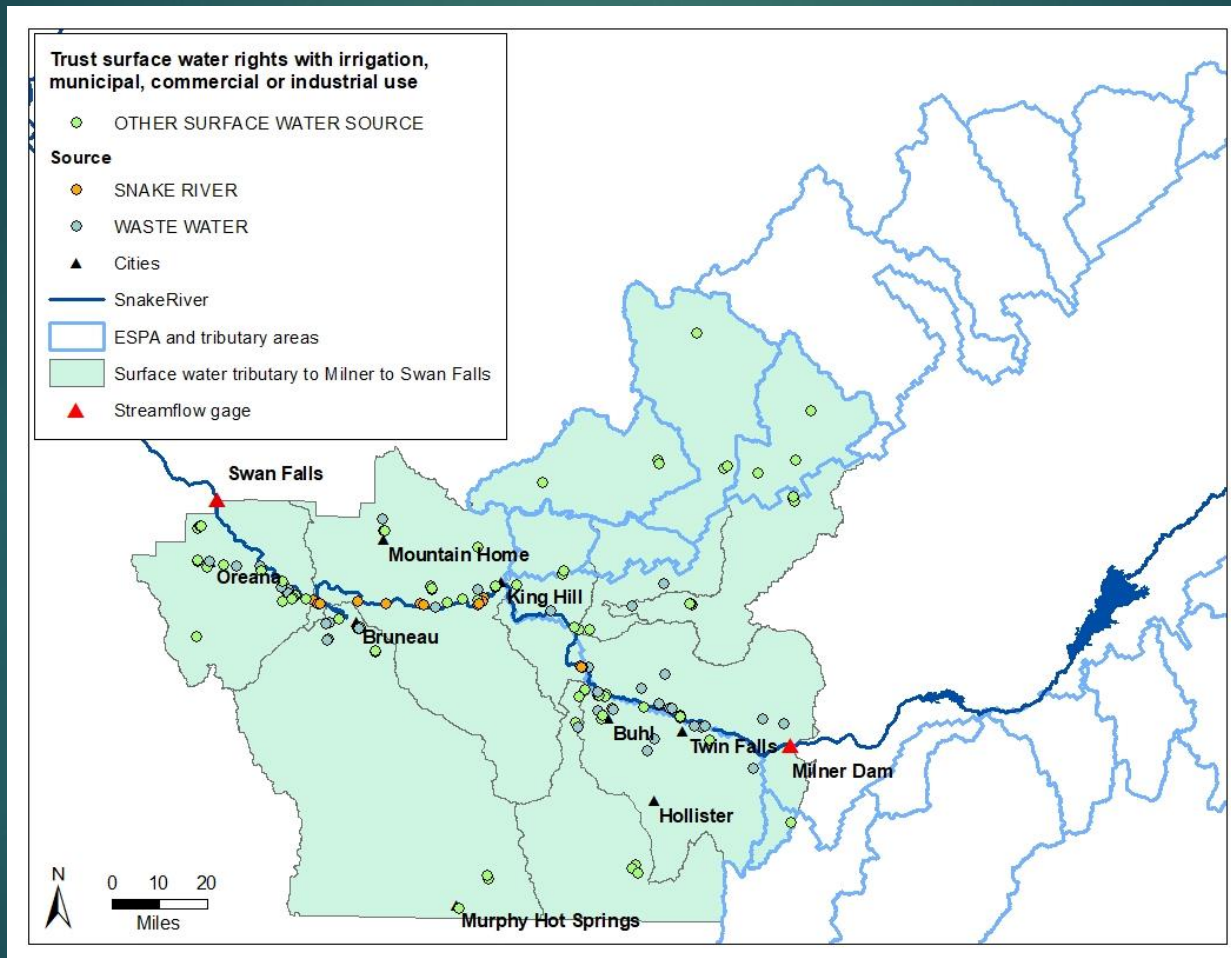 Trust surface water rights with irrigation,
municipal, commercial or industrial use
OTHER SURFACE WATER SOURCE
Source
SNAKE RIVER
WASTE WATER
Cities
SnakeRiver
ESPA and tributary areas
Surface water tributary to Milner to Swan Falls
Streamflow gage
Swan Falls
Mountain Home
Oreana
King Hill
Bruneau
Buhl
Twin Falls
Milner Dam
Hollister
Murphy Hot Springs
N
0 10 20
Miles